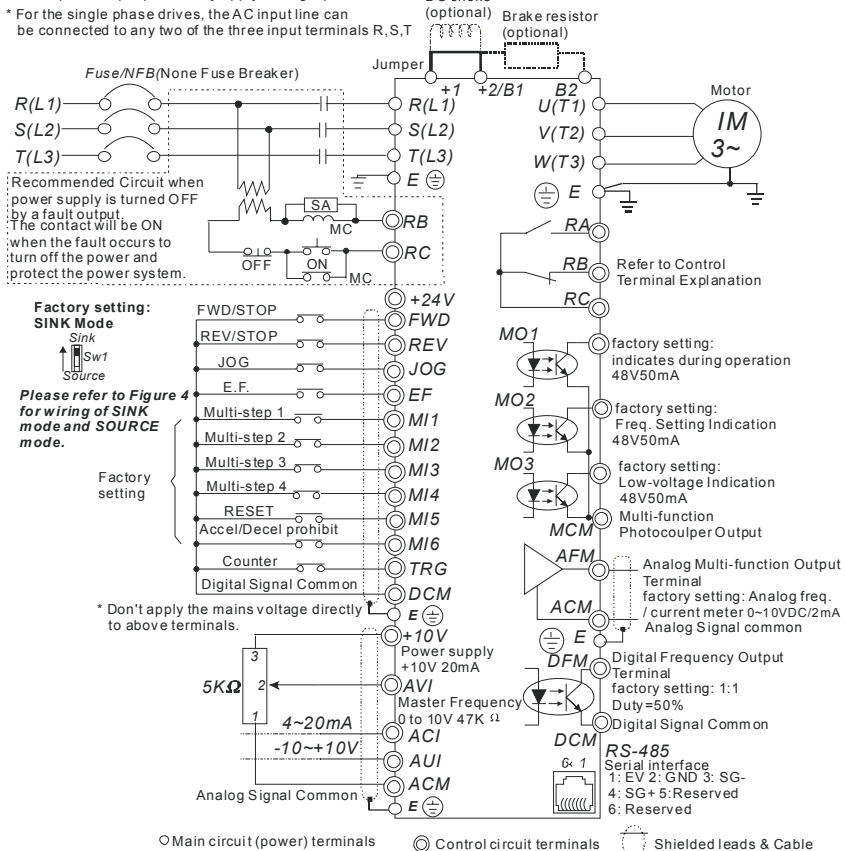 * For the single phase drives, the AC input line can
be connected to any two of the three input terminals R,S,T
(optional)
Brake resistor
(optional)
Jumper
+1
+2/B1
B2
Fuse/NFB(None Fuse Breaker)
R(L1)
S(L2)
T(L3)
R(L1)
S(L2)
T(L3)
E
U(T1)
V(T2)
W(T3)
E
Motor
IM
3~
Recommended Circuit when
power supply is turned OFF
by a fault output.
The contact will be ON
when the fault occurs to
turn off the power and
protect the power system.
SA
MC
OFF
ON
MC
RB
RC
RA
RB
RC
Refer to Control
Terminal Explanation
Factory setting:
SINK Mode
Sink
Sw1
Source
Please refer to Figure 4
for wiring of SINK
mode and SOURCE
mode.
Factory
setting
+24V
FWD/STOP
FWD
REV/STOP
REV
JOG
JOG
E.F.
EF
Multi-step 1
MI1
Multi-step 2
MI2
Multi-step 3
MI3
Multi-step 4
MI4
RESET
MI5
Accel/Decel prohibit
MI6
Counter
TRG
Digital Signal Common
DCM
E
* Don't apply the mains voltage directly
to above terminals.
MO1
factory setting:
indicates during operation
48V50mA
MO2
factory setting:
Freq. Setting Indication
48V50mA
MO3
factory setting:
Low-voltage Indication
48V50mA
MCM
Multi-function
Photocoulper Output
AFM
Analog Multi-function Output
Terminal
factory setting: Analog freq.
/ current meter 0~10VDC/2mA
ACM
Analog Signal common
E
DFM
Digital Frequency Output
Terminal
factory setting: 1:1
Duty=50%
DCM
Digital Signal Common
+10V
Power supply
+10V 20mA
3
5KΩ
2
1
AVI
Master Frequency
0 to 10V 47K Ω
4~20mA
ACI
-10~+10V
AUI
ACM
Analog Signal Common
E
RS-485
Serial interface
6 1
1: EV 2: GND 3: SG-
4: SG+ 5:Reserved
6: Reserved
Main circuit (power) terminals
Control circuit terminals
Shielded leads & Cable